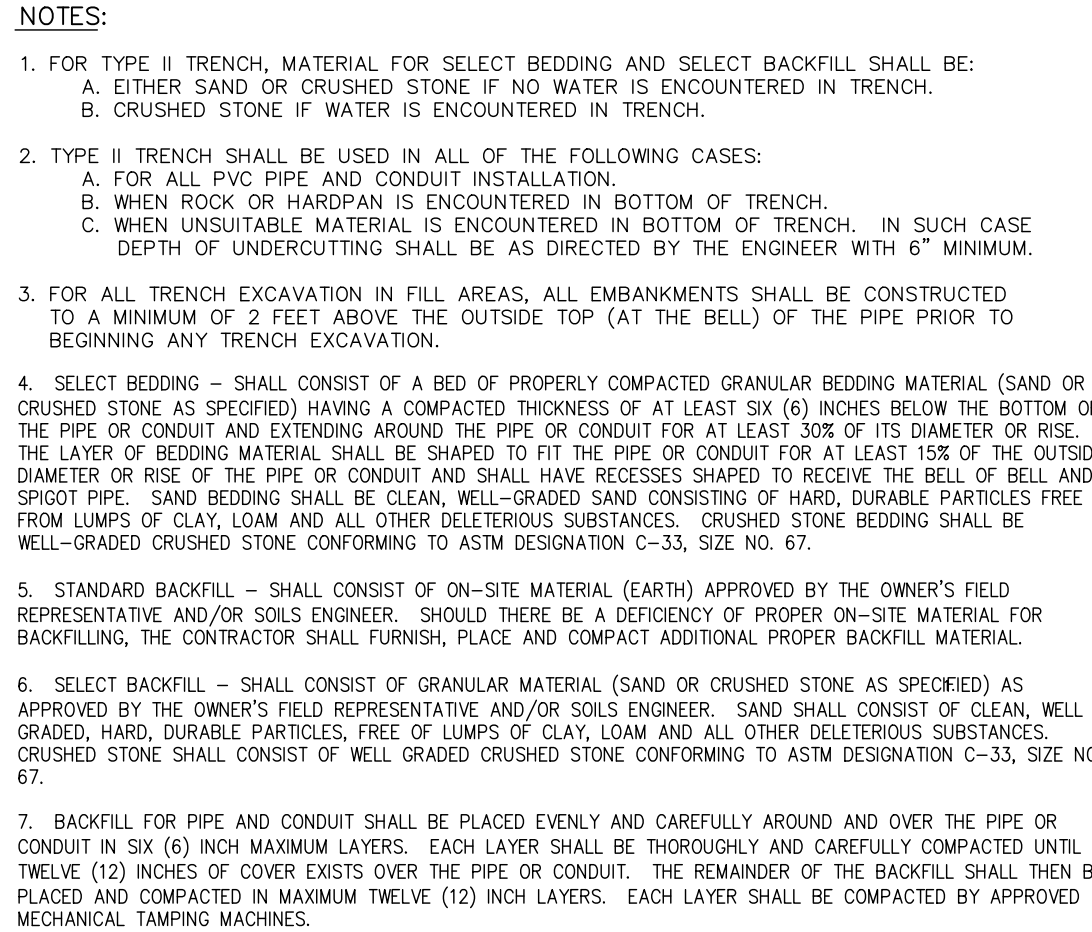 NOTES:
1. FOR TYPE II TRENCH, MATERIAL FOR SELECT BEDDING AND SELECT BACKFILL SHALL BE:
A. EITHER SAND OR CRUSHED STONE IF NO WATER IS ENCOUNTERED IN TRENCH.
B. CRUSHED STONE IF WATER IS ENCOUNTERED IN TRENCH.
2. TYPE II TRENCH SHALL BE USED IN ALL OF THE FOLLOWING CASES:
A. FOR ALL PVC PIPE AND CONDUIT INSTALLATION.
B. WHEN ROCK OR HARDPAN IS ENCOUNTERED IN BOTTOM OF TRENCH.
C. WHEN UNSUITABLE MATERIAL IS ENCOUNTERED IN BOTTOM OF TRENCH. IN SUCH CASE
DEPTH OF UNDERCUTTING SHALL BE AS DIRECTED BY THE ENGINEER WITH 6" MINIMUM.
3. FOR ALL TRENCH EXCAVATION IN FILL AREAS, ALL EMBANKMENTS SHALL BE CONSTRUCTED
TO A MINIMUM OF 2 FEET ABOVE THE OUTSIDE TOP (AT THE BELL) OF THE PIPE PRIOR TO
BEGINNING ANY TRENCH EXCAVATION.
4. SELECT BEDDING – SHALL CONSIST OF A BED OF PROPERLY COMPACTED GRANULAR BEDDING MATERIAL (SAND OR
CRUSHED STONE AS SPECIFIED) HAVING A COMPACTED THICKNESS OF AT LEAST SIX (6) INCHES BELOW THE BOTTOM O
THE PIPE OR CONDUIT AND EXTENDING AROUND THE PIPE OR CONDUIT FOR AT LEAST 30% OF ITS DIAMETER OR RISE.
THE LAYER OF BEDDING MATERIAL SHALL BE SHAPED TO FIT THE PIPE OR CONDUIT FOR AT LEAST 15% OF THE OUTSID
DIAMETER OR RISE OF THE PIPE OR CONDUIT AND SHALL HAVE RECESSES SHAPED TO RECEIVE THE BELL OF BELL AND
SPIGOT PIPE. SAND BEDDING SHALL BE CLEAN, WELL–GRADED SAND CONSISTING OF HARD, DURABLE PARTICLES FREE
FROM LUMPS OF CLAY, LOAM AND ALL OTHER DELETERIOUS SUBSTANCES. CRUSHED STONE BEDDING SHALL BE
WELL–GRADED CRUSHED STONE CONFORMING TO ASTM DESIGNATION C–33, SIZE NO. 67.
5. STANDARD BACKFILL – SHALL CONSIST OF ON–SITE MATERIAL (EARTH) APPROVED BY THE OWNER'S FIELD
REPRESENTATIVE AND/OR SOILS ENGINEER. SHOULD THERE BE A DEFICIENCY OF PROPER ON–SITE MATERIAL FOR
BACKFILLING, THE CONTRACTOR SHALL FURNISH, PLACE AND COMPACT ADDITIONAL PROPER BACKFILL MATERIAL.
6. SELECT BACKFILL – SHALL CONSIST OF GRANULAR MATERIAL (SAND OR CRUSHED STONE AS SPECIFIED) AS
APPROVED BY THE OWNER'S FIELD REPRESENTATIVE AND/OR SOILS ENGINEER. SAND SHALL CONSIST OF CLEAN, WELL
GRADED, HARD, DURABLE PARTICLES, FREE OF LUMPS OF CLAY, LOAM AND ALL OTHER DELETERIOUS SUBSTANCES.
CRUSHED STONE SHALL CONSIST OF WELL GRADED CRUSHED STONE CONFORMING TO ASTM DESIGNATION C–33, SIZE NO
67.
7. BACKFILL FOR PIPE AND CONDUIT SHALL BE PLACED EVENLY AND CAREFULLY AROUND AND OVER THE PIPE OR
CONDUIT IN SIX (6) INCH MAXIMUM LAYERS. EACH LAYER SHALL BE THOROUGHLY AND CAREFULLY COMPACTED UNTIL
TWELVE (12) INCHES OF COVER EXISTS OVER THE PIPE OR CONDUIT. THE REMAINDER OF THE BACKFILL SHALL THEN B
PLACED AND COMPACTED IN MAXIMUM TWELVE (12) INCH LAYERS. EACH LAYER SHALL BE COMPACTED BY APPROVED
MECHANICAL TAMPING MACHINES.